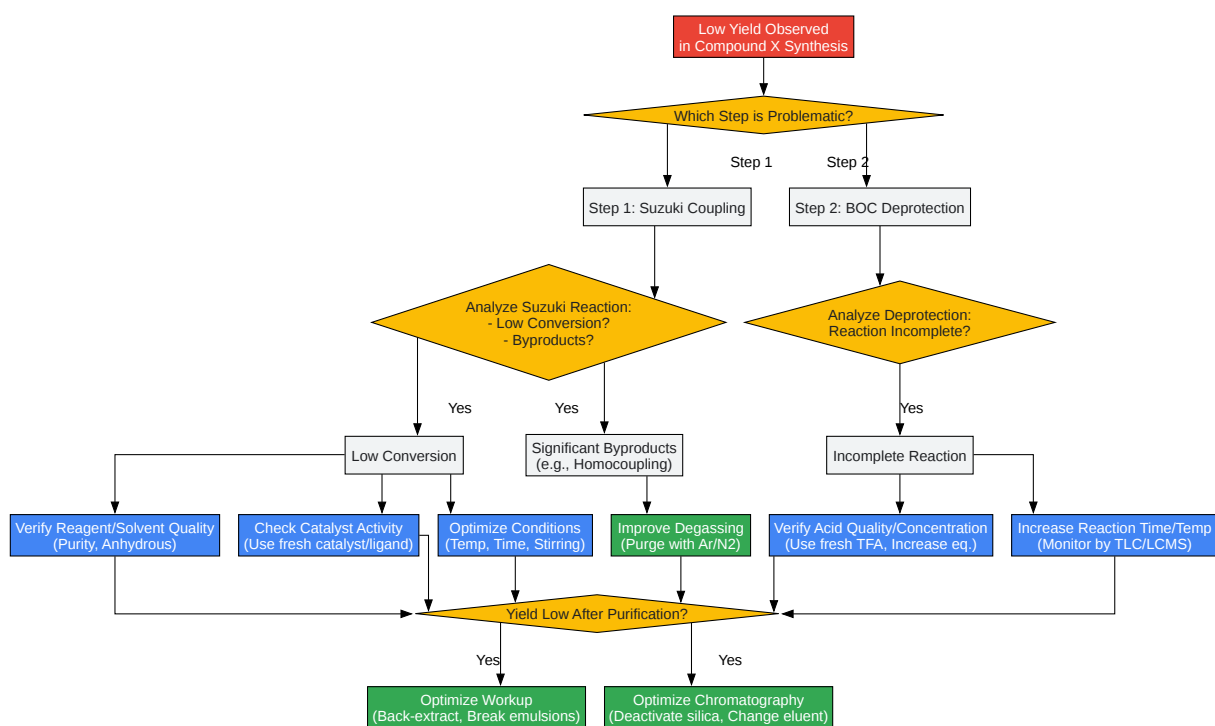 Low Yield Observed
in Compound X Synthesis
Which Step is Problematic?
Step 1
Step 2
Step 1: Suzuki Coupling
Step 2: BOC Deprotection
Analyze Suzuki Reaction:
- Low Conversion?
- Byproducts?
Analyze Deprotection:
Reaction Incomplete?
Yes
Yes
Yes
Low Conversion
Significant Byproducts
(e.g., Homocoupling)
Incomplete Reaction
Verify Reagent/Solvent Quality
(Purity, Anhydrous)
Check Catalyst Activity
(Use fresh catalyst/ligand)
Optimize Conditions
(Temp, Time, Stirring)
Improve Degassing
(Purge with Ar/N2)
Verify Acid Quality/Concentration
(Use fresh TFA, Increase eq.)
Increase Reaction Time/Temp
(Monitor by TLC/LCMS)
Yield Low After Purification?
Yes
Yes
Optimize Workup
(Back-extract, Break emulsions)
Optimize Chromatography
(Deactivate silica, Change eluent)